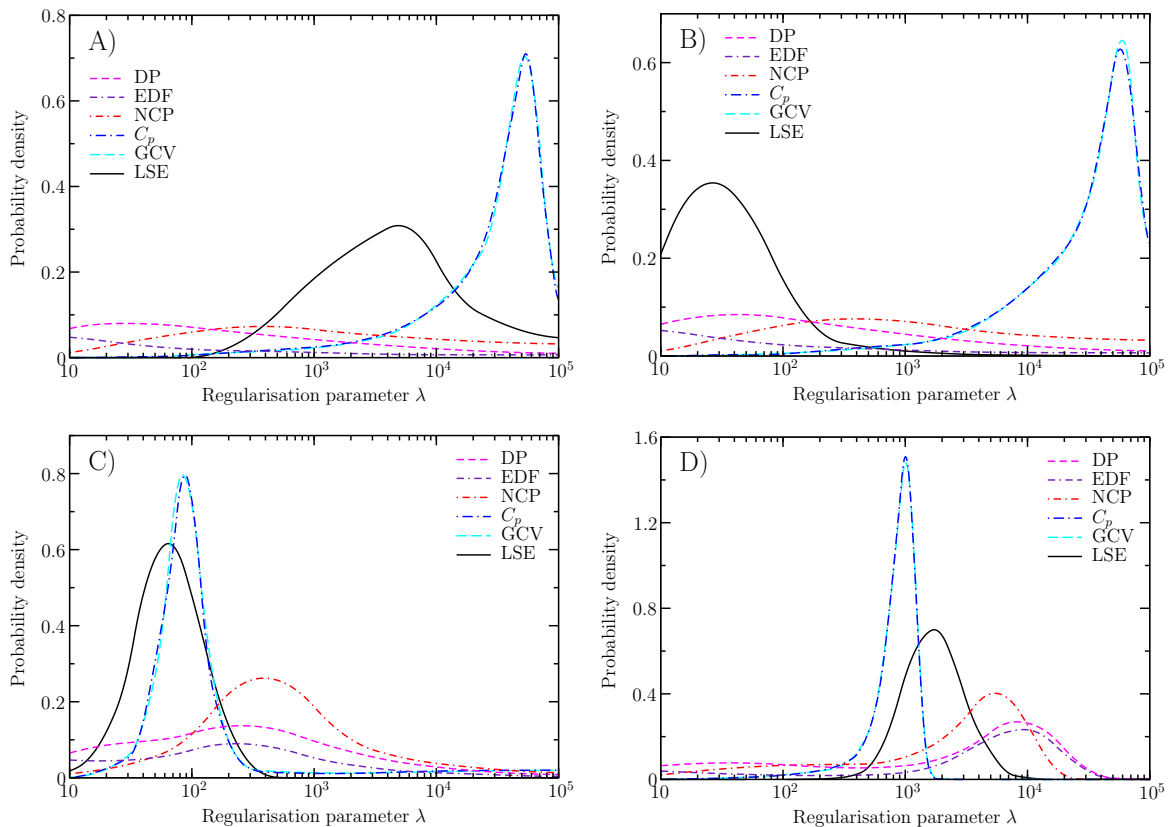 A)
DP
EDF
NCP
C_p
GCV
LSE
Probability density
0.8
0.6
0.4
0.2
0
10
10^2
10^3
10^4
10^5
Regularisation parameter λ
B)
DP
EDF
NCP
C_p
GCV
LSE
Probability density
0.6
0.4
0.2
0
10
10^2
10^3
10^4
10^5
Regularisation parameter λ
C)
DP
EDF
NCP
C_p
GCV
LSE
Probability density
0.8
0.6
0.4
0.2
0
10
10^2
10^3
10^4
10^5
Regularisation parameter λ
D)
DP
EDF
NCP
C_p
GCV
LSE
Probability density
1.6
1.2
0.8
0.4
0
10
10^2
10^3
10^4
10^5
Regularisation parameter λ